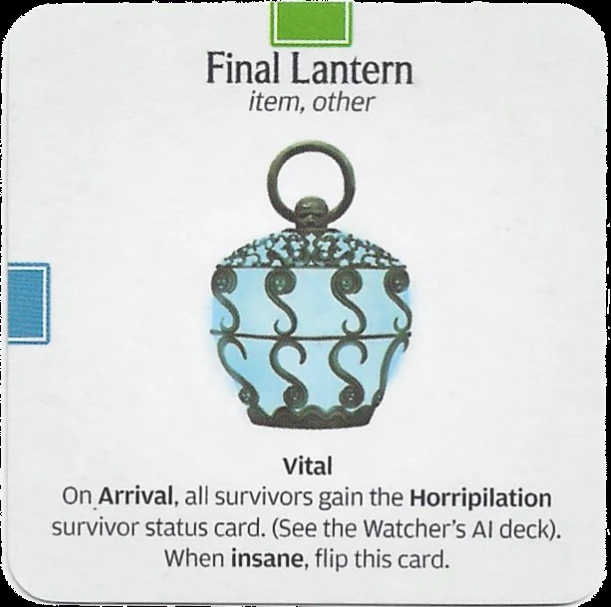 Final Lantern
item, other
Vital
On Arrival, all survivors gain the Horripilation
survivor status card. (See the Watcher's AI deck).
When insane, flip this card.